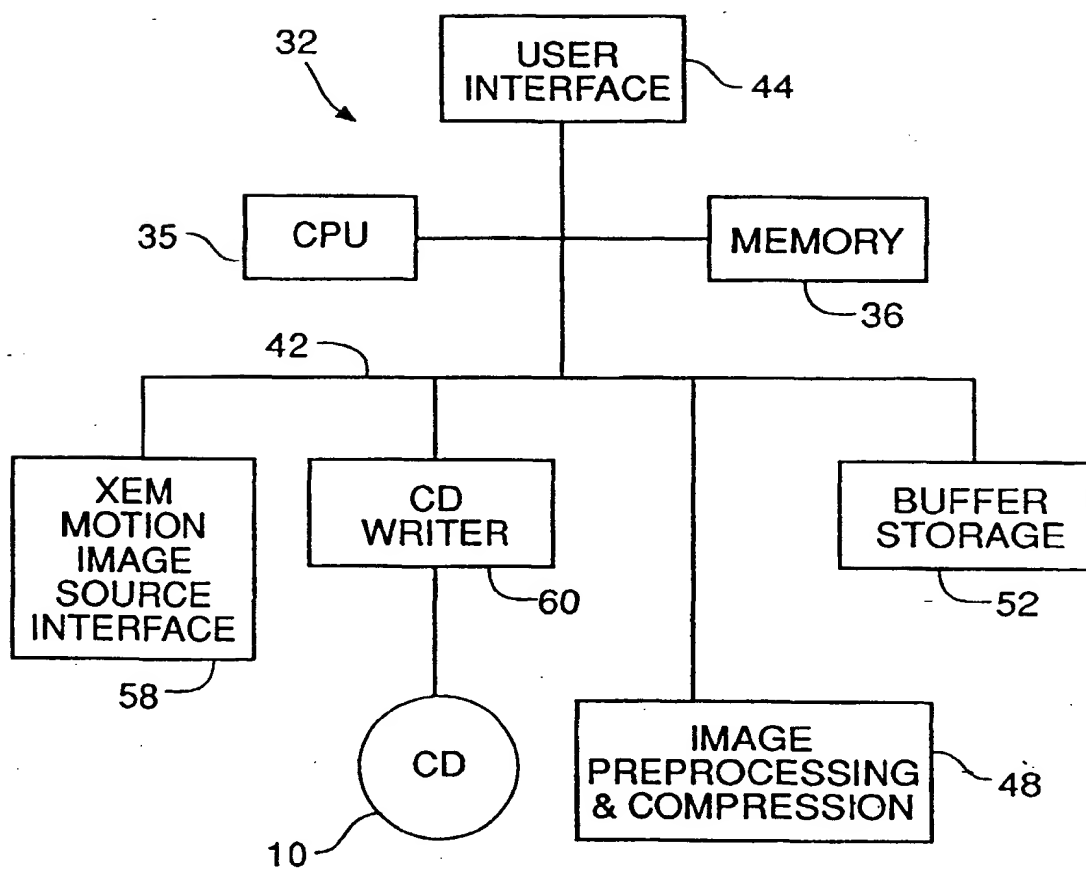 32
USER
INTERFACE
44
35
CPU
MEMORY
36
42
XEM
MOTION
IMAGE
SOURCE
INTERFACE
58
CD
WRITER
60
BUFFER
STORAGE
52
CD
10
IMAGE
PREPROCESSING
& COMPRESSION
48